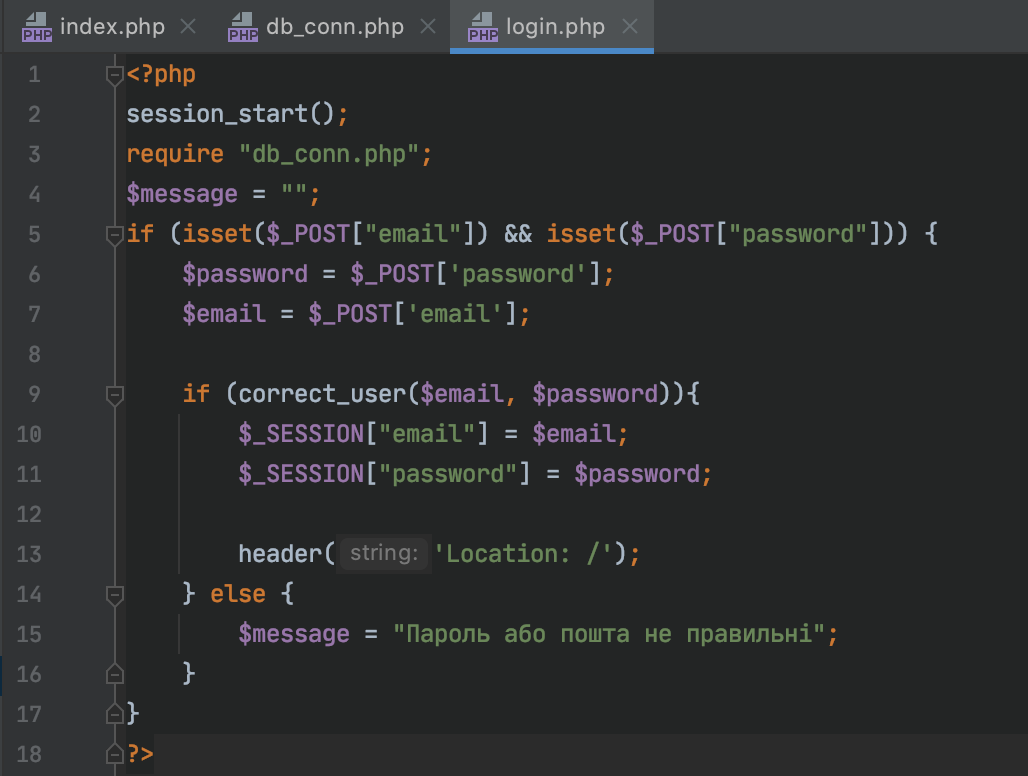 index.php db_conn.php login.php
1 <?php
2 session_start();
3 require "db_conn.php";
4 $message = "";
5 if (isset($_POST["email"]) && isset($_POST["password"])) {
6 $password = $_POST['password'];
7 $email = $_POST['email'];
8
9 if (correct_user($email, $password)){
10 $_SESSION["email"] = $email;
11 $_SESSION["password"] = $password;
12
13 header( string: 'Location: /');
14 } else {
15 $message = "Пароль або пошта не правильні";
16 }
17 }
18 ?>